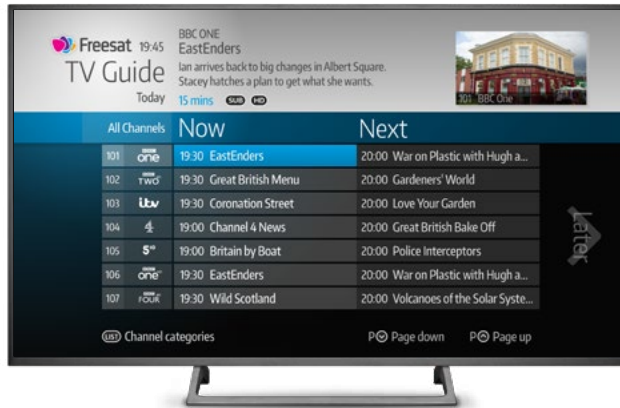 Freesat 19:45
TV Guide
Today
BBC ONE
EastEnders
Ian arrives back to big changes in Albert Square.
Stacey hatches a plan to get what she wants.
15 mins SUB HD
101 BBC One
All Channels Now Next
101 one 19:30 EastEnders 20:00 War on Plastic with Hugh a...
102 TWO 19:30 Great British Menu 20:00 Gardeners' World
103 itv 19:30 Coronation Street 20:00 Love Your Garden
104 4 19:00 Channel 4 News 20:00 Great British Bake Off
105 5 19:00 Britain by Boat 20:00 Police Interceptors
106 one 19:30 EastEnders 20:00 War on Plastic with Hugh a...
107 FOUR 19:30 Wild Scotland 20:00 Volcanoes of the Solar Syste...
Later
LIST Channel categories P Page down P Page up